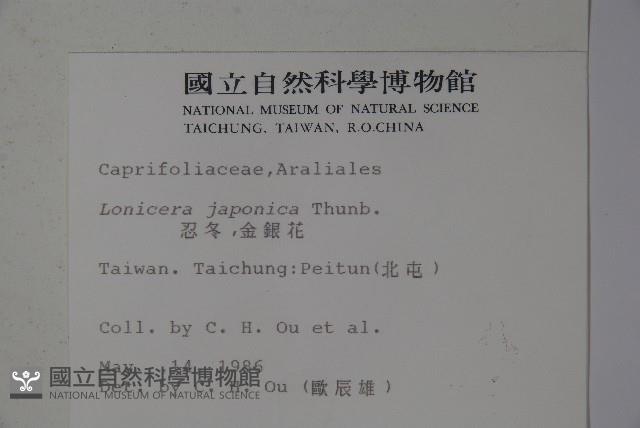 國立自然科學博物館
NATIONAL MUSEUM OF NATURAL SCIENCE
TAICHUNG, TAIWAN, R.O.CHINA
Caprifoliaceae,Araliales
Lonicera japonica Thunb.
忍冬,金銀花
Taiwan. Taichung:Peitun(北屯)
Coll. by C. H. Ou et al.
May 14, 1986
Det. by C. H. Ou (歐辰雄)
國立自然科學博物館
NATIONAL MUSEUM OF NATURAL SCIENCE